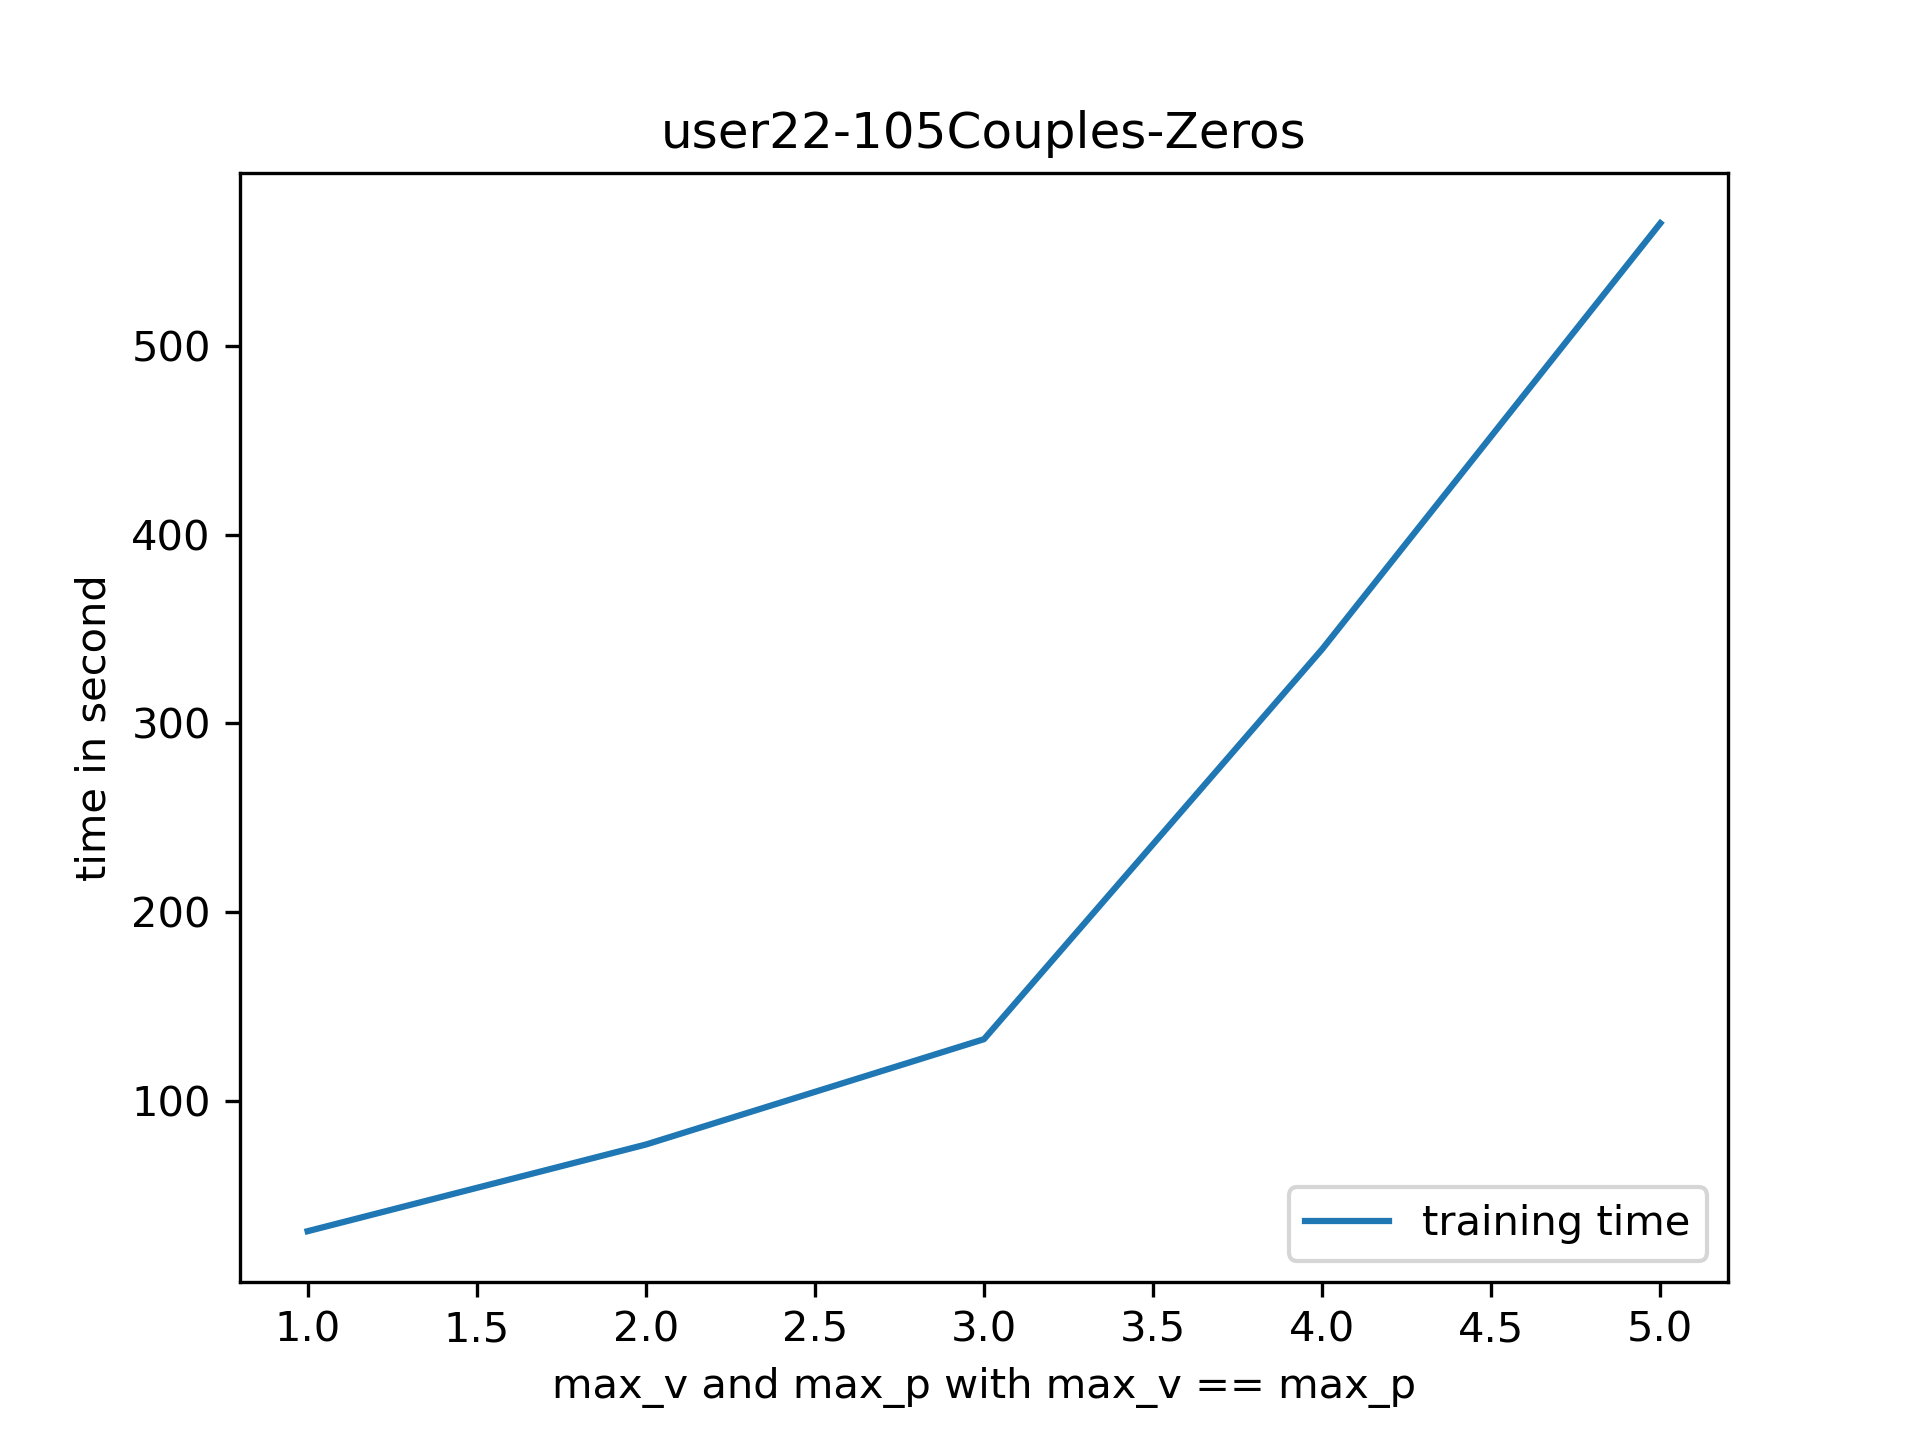 user22-105Couples-Zeros
time in second
500
400
300
200
100
training time
1.0 1.5 2.0 2.5 3.0 3.5 4.0 4.5 5.0
max_v and max_p with max_v == max_p